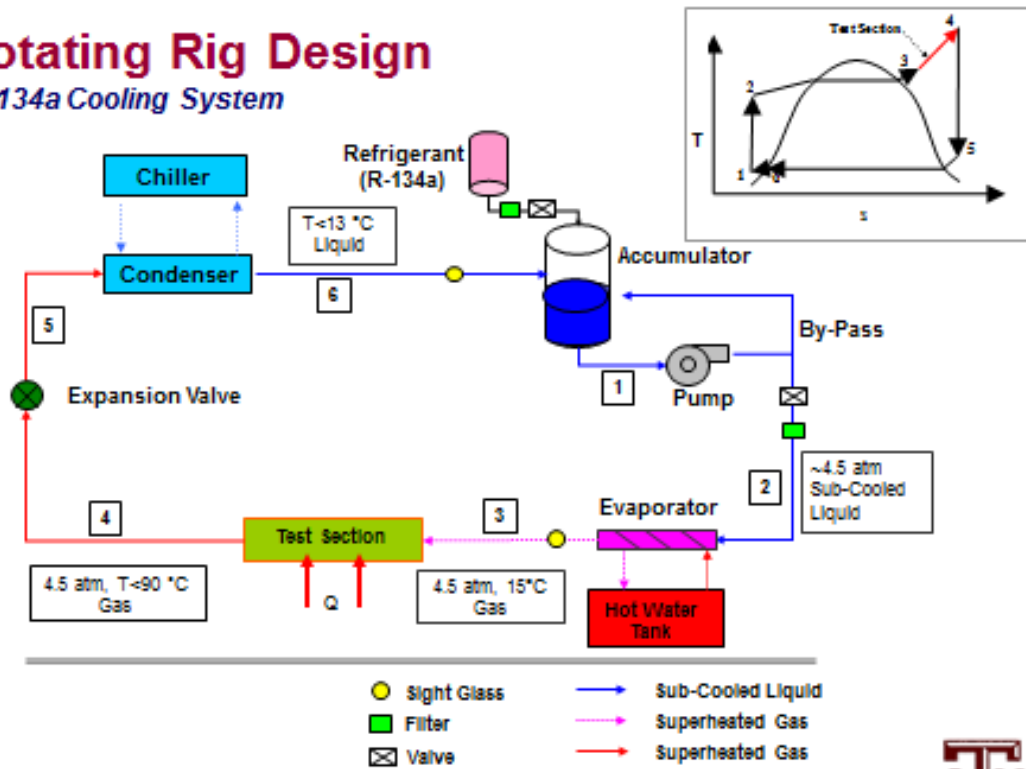 otating Rig Design
134a Cooling System
Test Section
4
3
2
T
5
1
6
s
Refrigerant
(R-134a)
Chiller
T<13 °C
Liquid
Accumulator
Condenser
6
5
By-Pass
1
Pump
Expansion Valve
~4.5 atm
Sub-Cooled
Liquid
2
Evaporator
3
4
Test Section
4.5 atm, T<90 °C
Gas
Q
4.5 atm, 15°C
Gas
Hot Water
Tank
Sight Glass
Sub-Cooled Liquid
Filter
Superheated Gas
Valve
Superheated Gas